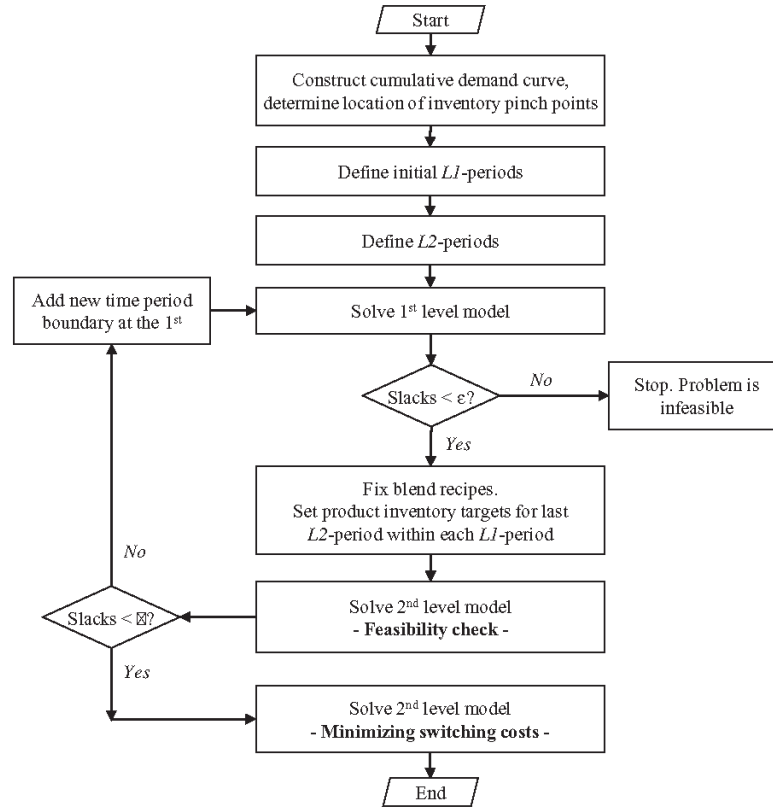 Start
Construct cumulative demand curve,
determine location of inventory pinch points
Define initial L1-periods
Define L2-periods
Add new time period
boundary at the 1st
Solve 1st level model
Slacks < ε?
No
Stop. Problem is
infeasible
Yes
Fix blend recipes.
Set product inventory targets for last
L2-period within each L1-period
No
Solve 2nd level model
- Feasibility check -
Slacks < ?
Yes
Solve 2nd level model
- Minimizing switching costs -
End